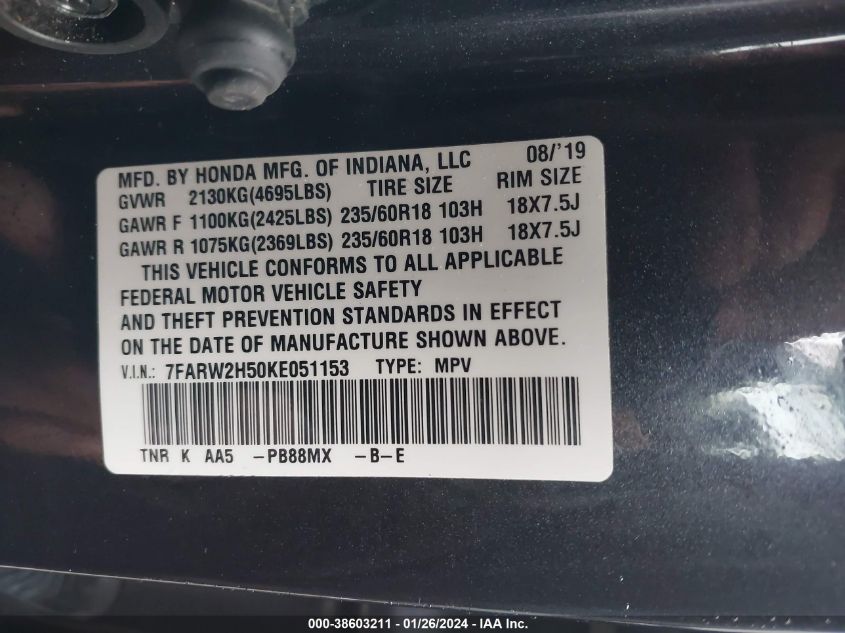 MFD. BY HONDA MFG. OF INDIANA, LLC 08/'19
GVWR 2130KG(4695LBS) TIRE SIZE RIM SIZE
GAWR F 1100KG(2425LBS) 235/60R18 103H 18X7.5J
GAWR R 1075KG(2369LBS) 235/60R18 103H 18X7.5J
THIS VEHICLE CONFORMS TO ALL APPLICABLE
FEDERAL MOTOR VEHICLE SAFETY
AND THEFT PREVENTION STANDARDS IN EFFECT
ON THE DATE OF MANUFACTURE SHOWN ABOVE.
V.I.N.: 7FARW2H50KE051153 TYPE: MPV
TNR K AA5 -PB88MX -B-E
000-38603211 - 01/26/2024 - IAA Inc.